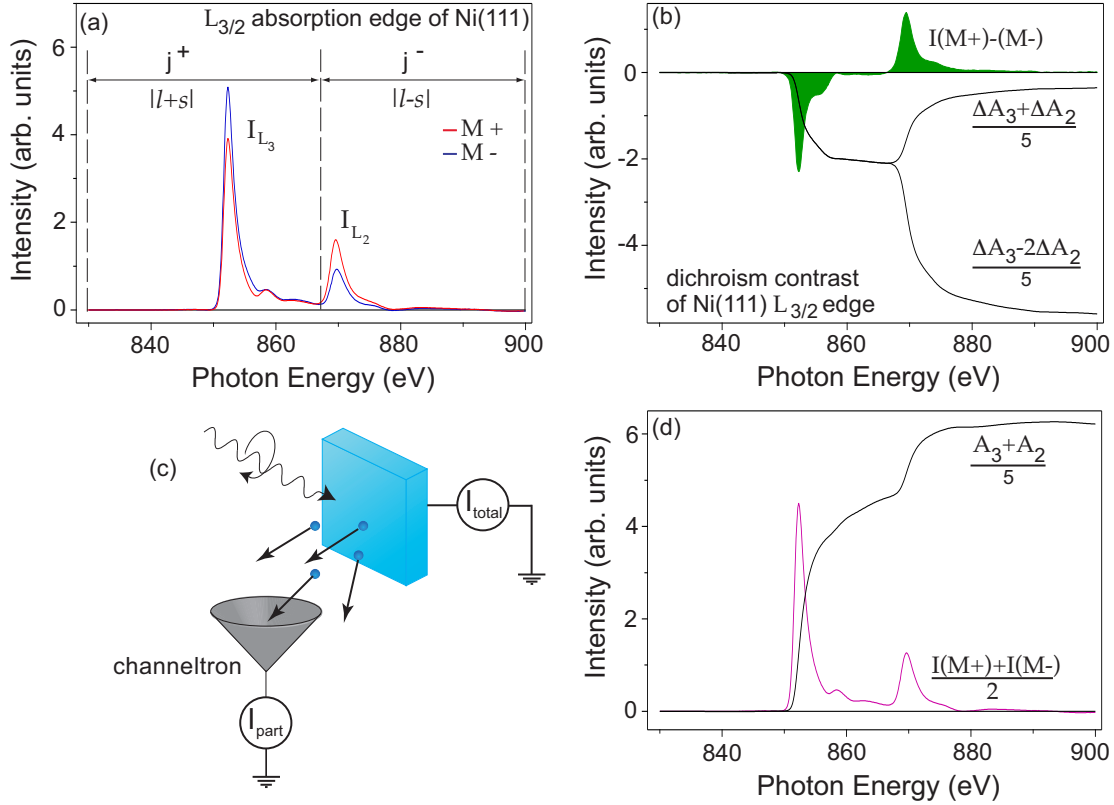 (a)
L3/2 absorption edge of Ni(111)
j+
j-
|l+s|
|l-s|
IL3
IL2
M +
M -
Intensity (arb. units)
6
4
2
0
840
860
880
900
Photon Energy (eV)
(b)
I(M+)-(M-)
ΔA3+ΔA2
5
ΔA3-2ΔA2
5
dichroism contrast
of Ni(111) L3/2 edge
Intensity (arb. units)
0
-2
-4
840
860
880
900
Photon Energy (eV)
(c)
Itotal
channeltron
Ipart
(d)
A3+A2
5
I(M+)+I(M-)
2
Intensity (arb. units)
6
4
2
0
840
860
880
900
Photon Energy (eV)